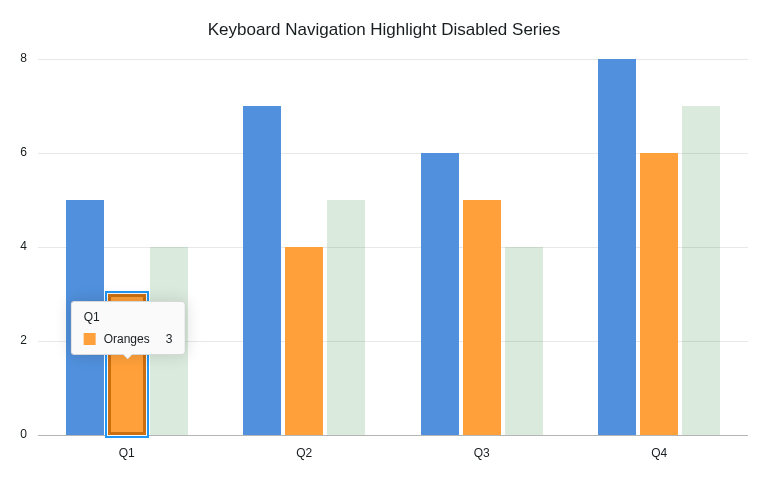 Keyboard Navigation Highlight Disabled Series
8
6
4
2
0
Q1
Oranges 3
Q1 Q2 Q3 Q4